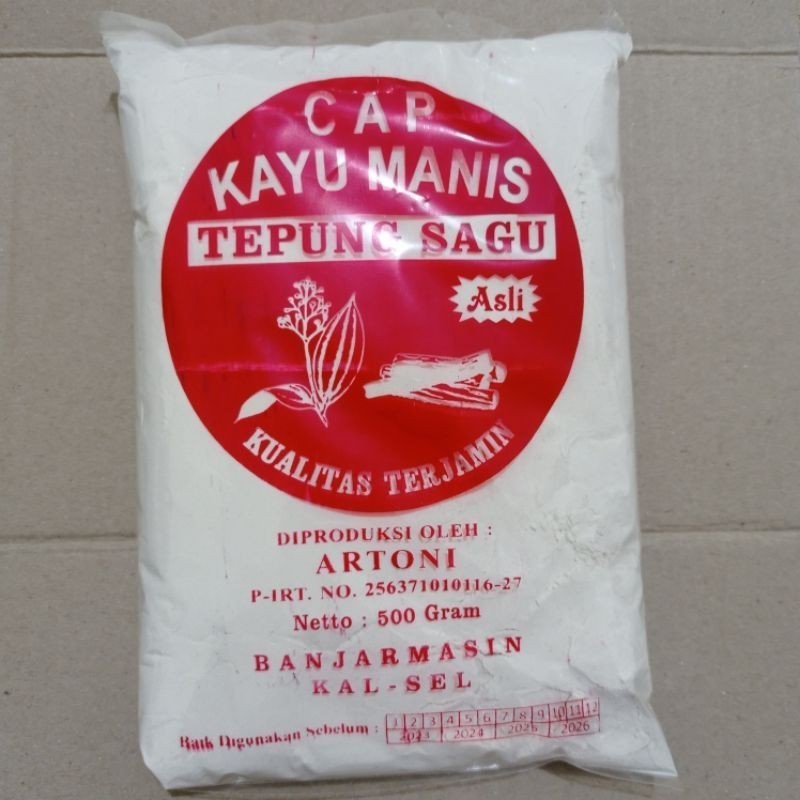 CAP
KAYU MANIS
TEPUNG SAGU
Asli
KUALITAS TERJAMIN
DIPRODUKSI OLEH :
ARTONI
P-IRT. NO. 256371010116-27
Netto : 500 Gram
BANJARMASIN
KAL-SEL
Baik Digunakan Sebelum : 1 2 3 4 5 6 7 8 9 10 11 12
2023 2024 2025 2026